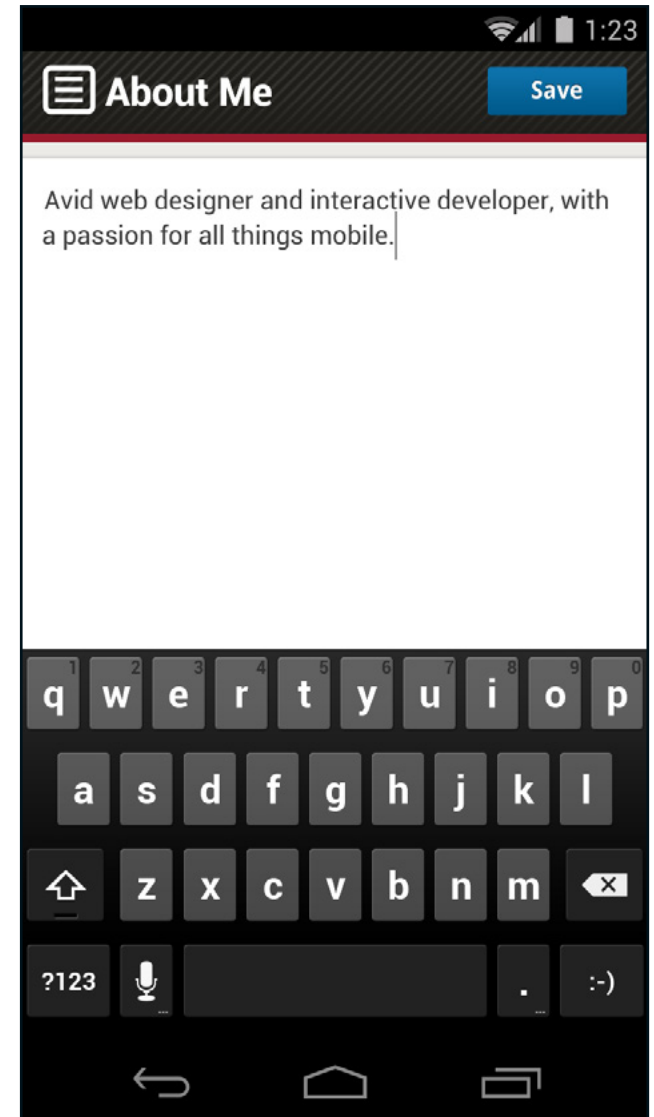 1:23
About Me
Save
Avid web designer and interactive developer, with
a passion for all things mobile.
1 2 3 4 5 6 7 8 9 0
q w e r t y u i o p
a s d f g h j k l
z x c v b n m
?123 . :-)